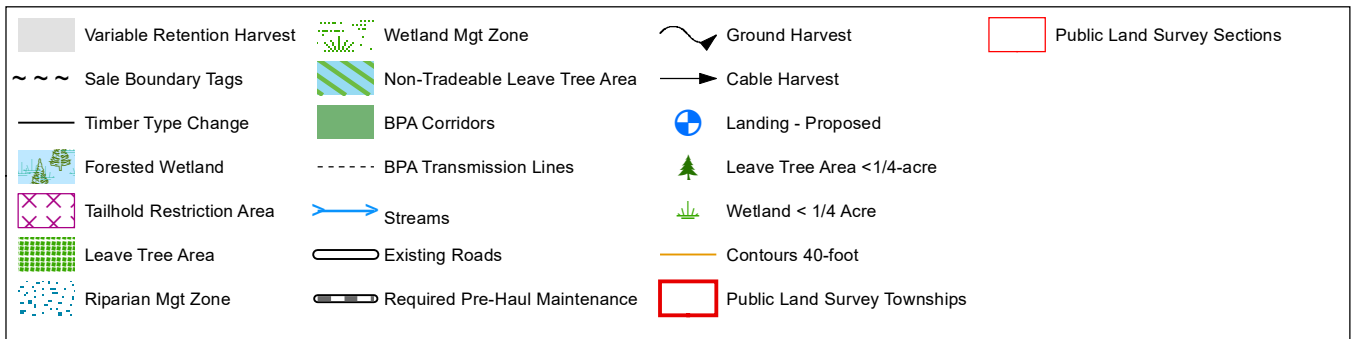 Variable Retention Harvest
Sale Boundary Tags
Timber Type Change
Forested Wetland
Tailhold Restriction Area
Leave Tree Area
Riparian Mgt Zone
Wetland Mgt Zone
Non-Tradeable Leave Tree Area
BPA Corridors
BPA Transmission Lines
Streams
Existing Roads
Required Pre-Haul Maintenance
Ground Harvest
Cable Harvest
Landing - Proposed
Leave Tree Area <1/4-acre
Wetland < 1/4 Acre
Contours 40-foot
Public Land Survey Townships
Public Land Survey Sections